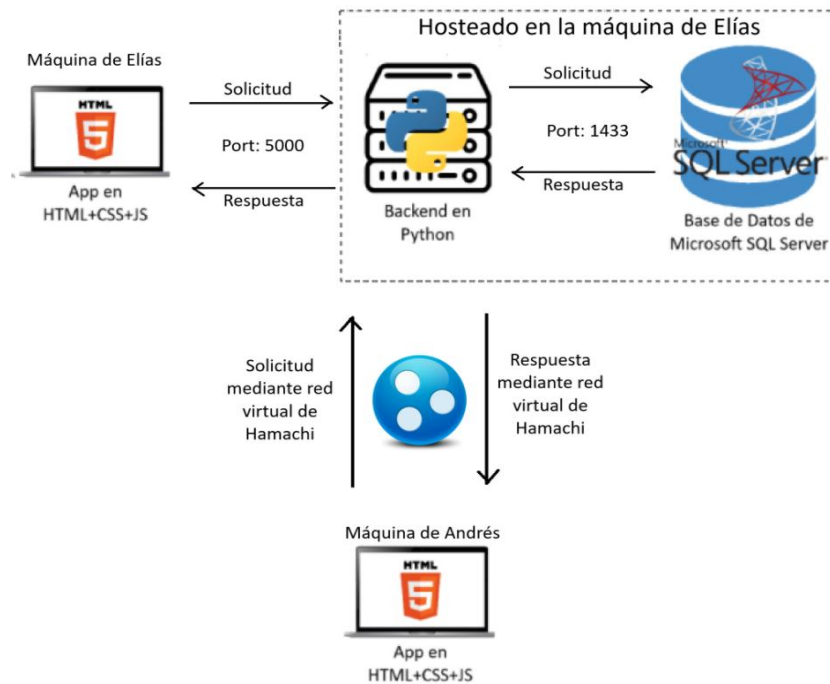 Hosteado en la máquina de Elías
Máquina de Elías
HTML
5
App en
HTML+CSS+JS
Solicitud
Port: 5000
Respuesta
Backend en
Python
Solicitud
Port: 1433
Respuesta
Microsoft
SQL Server
Base de Datos de
Microsoft SQL Server
Solicitud
mediante red
virtual de
Hamachi
Respuesta
mediante red
virtual de
Hamachi
Máquina de Andrés
HTML
5
App en
HTML+CSS+JS